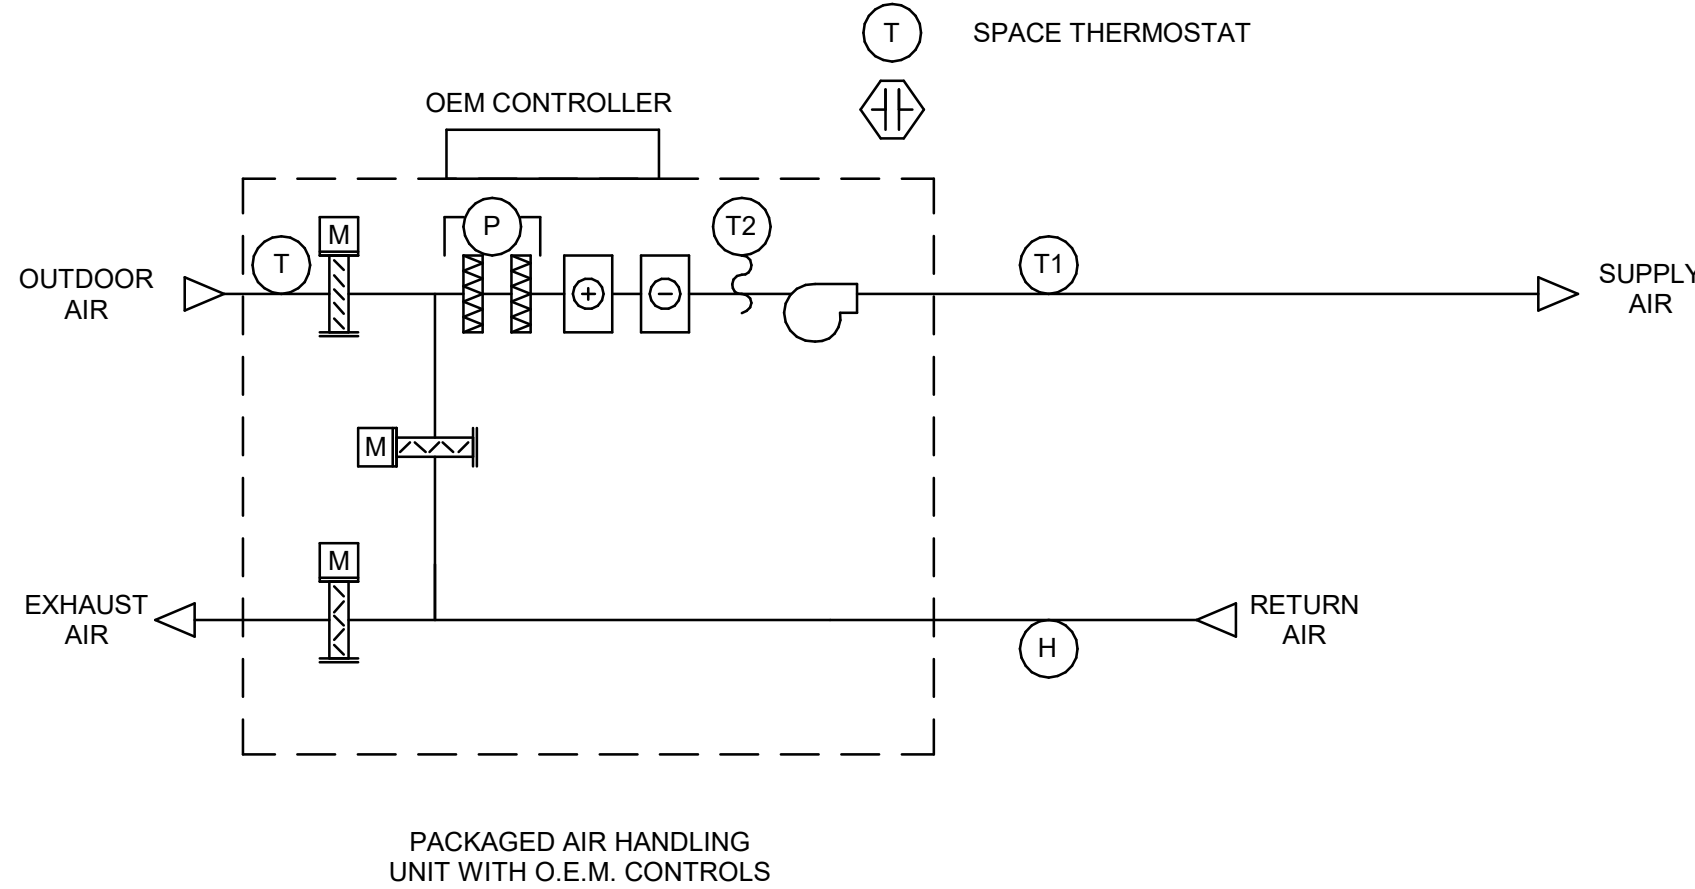 T
SPACE THERMOSTAT
OEM CONTROLLER
M
P
T2
T
T1
OUTDOOR
AIR
+
−
SUPPLY
AIR
M
M
EXHAUST
AIR
RETURN
AIR
H
PACKAGED AIR HANDLING
UNIT WITH O.E.M. CONTROLS